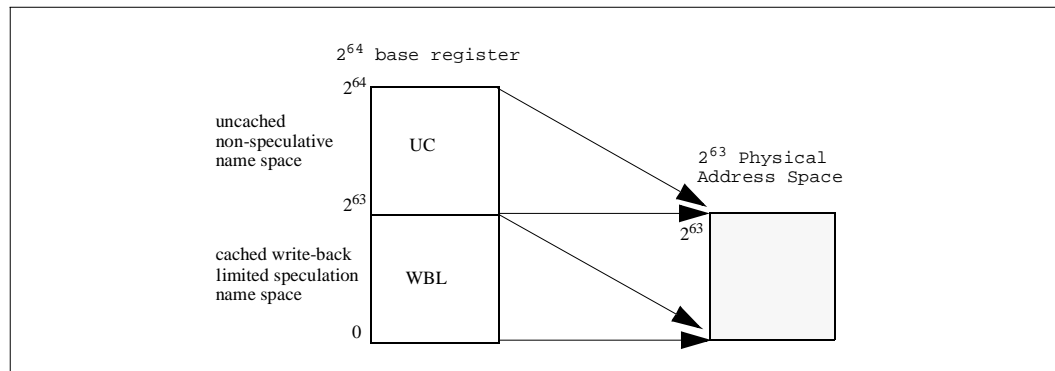 2^64 base register
2^64
uncached
non-speculative
name space
UC
2^63 Physical
Address Space
2^63
2^63
cached write-back
limited speculation
name space
WBL
0